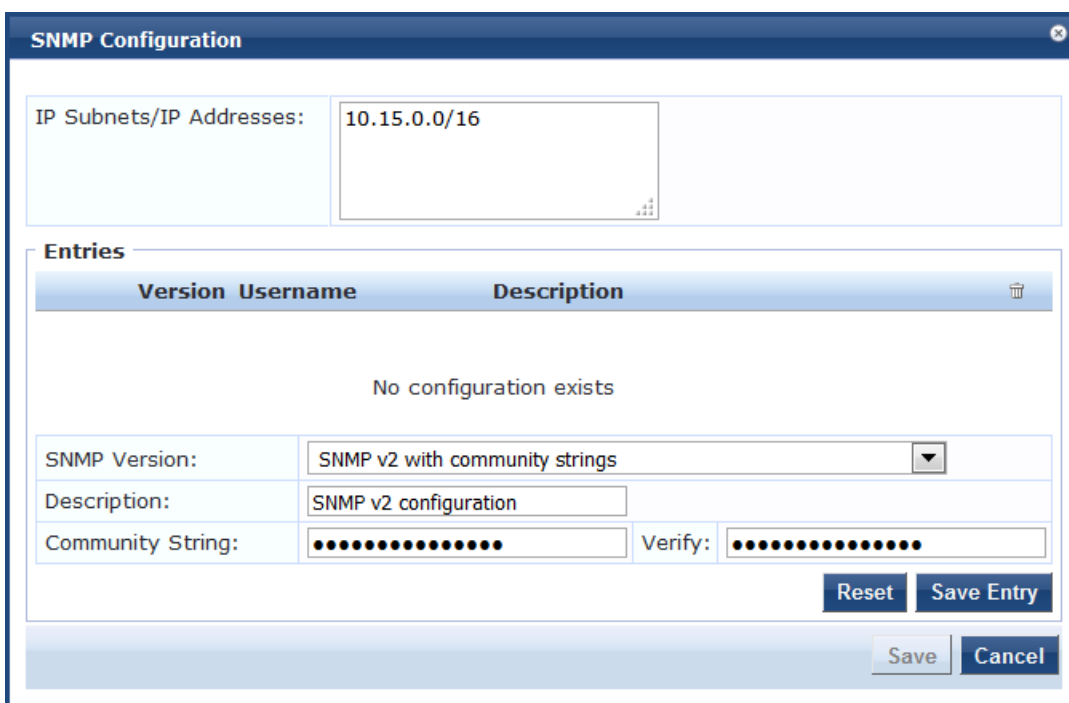 SNMP Configuration
IP Subnets/IP Addresses:
10.15.0.0/16
Entries
Version Username Description
No configuration exists
SNMP Version: SNMP v2 with community strings
Description: SNMP v2 configuration
Community String: ●●●●●●●●●●●●●●● Verify: ●●●●●●●●●●●●●●●
Reset Save Entry
Save Cancel